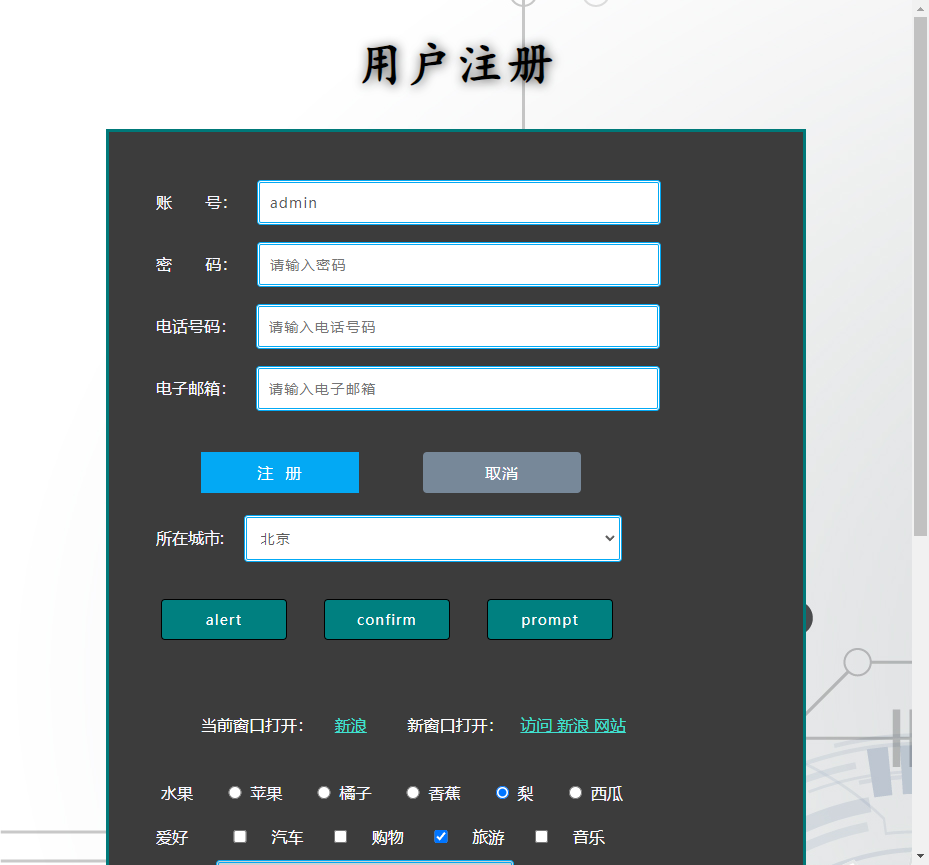 用户注册
账 号： admin
密 码： 请输入密码
电话号码： 请输入电话号码
电子邮箱： 请输入电子邮箱
注 册 取消
所在城市: 北京
alert confirm prompt
当前窗口打开： 新浪 新窗口打开： 访问 新浪 网站
水果 苹果 橘子 香蕉 梨 西瓜
爱好 汽车 购物 旅游 音乐